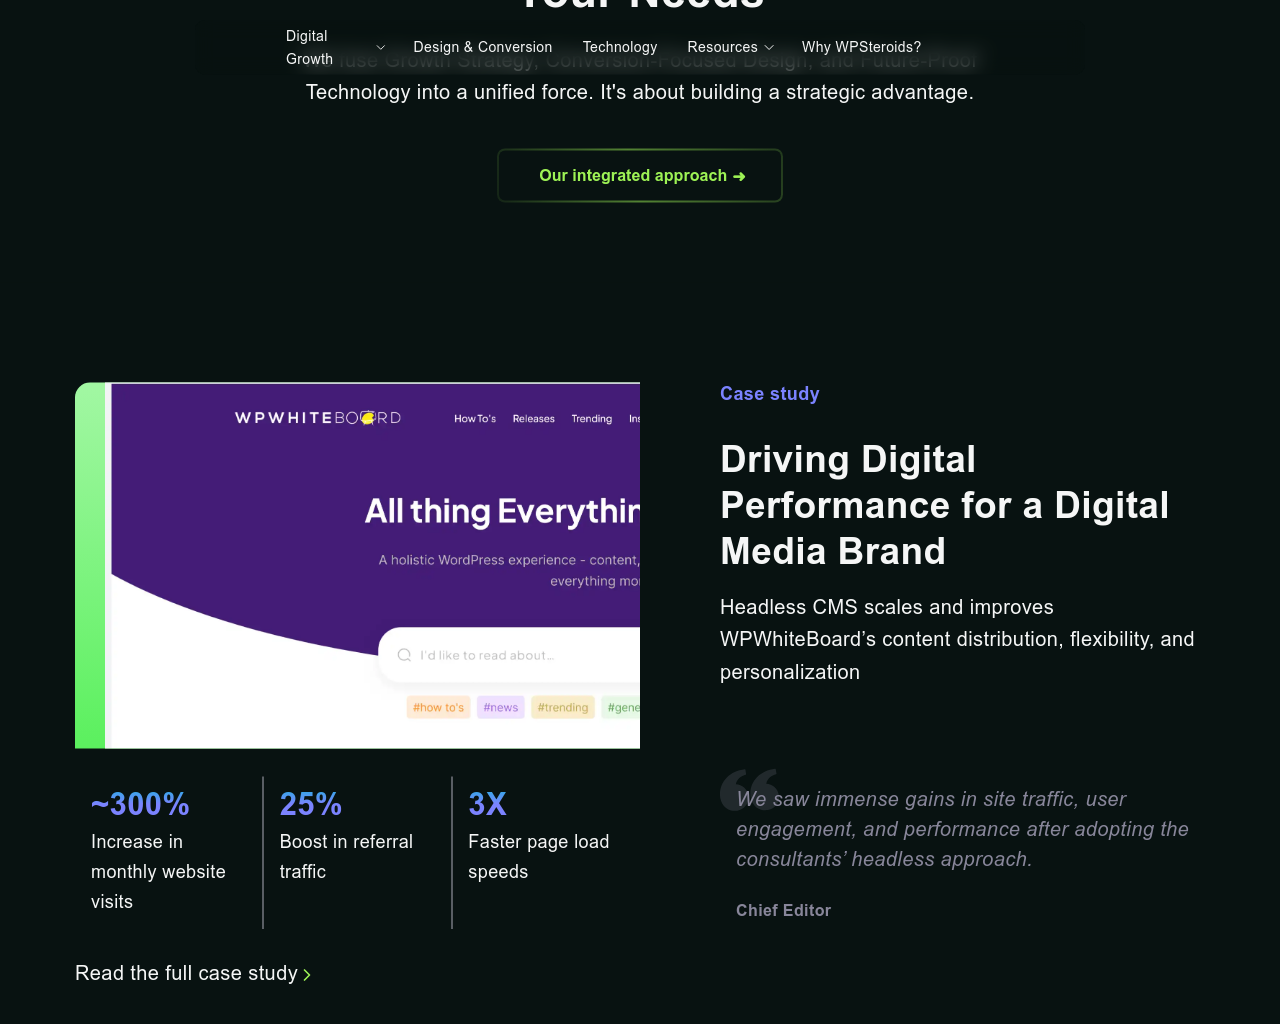 Your Needs
Digital
Growth
Design & Conversion
Technology
Resources
Why WPSteroids?
fuse Growth Strategy, Conversion-Focused Design, and Future-Proof
Technology into a unified force. It's about building a strategic advantage.
Our integrated approach ➜
WPWHITEBOARD
How To's
Releases
Trending
All thing
A holistic WordPress experience - content,
everything
I'd like to read about...
#how to's
#news
#trending
~300%
Increase in
monthly website
visits
25%
Boost in referral
traffic
3X
Faster page load
speeds
Read the full case study
Case study
Driving Digital
Performance for a Digital
Media Brand
Headless CMS scales and improves
WPWhiteBoard’s content distribution, flexibility, and
personalization
We saw immense gains in site traffic, user
engagement, and performance after adopting the
consultants’ headless approach.
Chief Editor